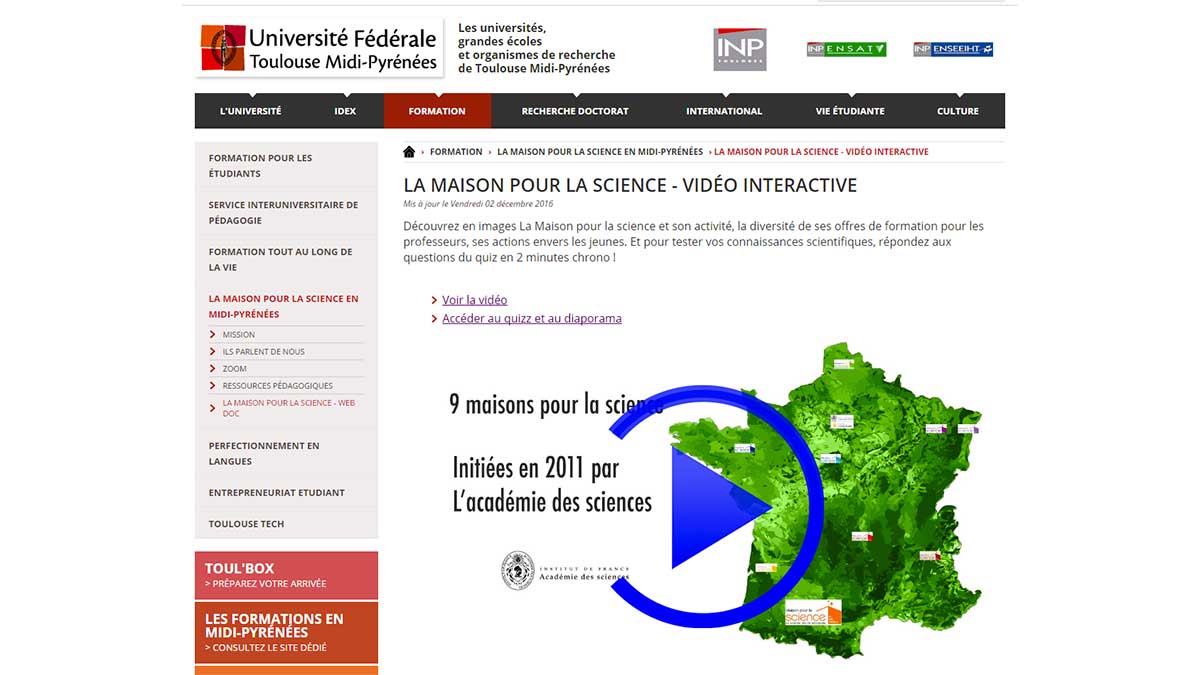 Université Fédérale
Toulouse Midi-Pyrénées
Les universités,
grandes écoles
et organismes de recherche
de Toulouse Midi-Pyrénées
INP
TOULOUSE
INP ENSAT
INP ENSEEIHT
L'UNIVERSITÉ IDEX FORMATION RECHERCHE DOCTORAT INTERNATIONAL VIE ÉTUDIANTE CULTURE
FORMATION POUR LES
ÉTUDIANTS
SERVICE INTERUNIVERSITAIRE DE
PÉDAGOGIE
FORMATION TOUT AU LONG DE
LA VIE
LA MAISON POUR LA SCIENCE EN
MIDI-PYRÉNÉES
MISSION
ILS PARLENT DE NOUS
ZOOM
RESSOURCES PÉDAGOGIQUES
LA MAISON POUR LA SCIENCE - WEB
DOC
PERFECTIONNEMENT EN
LANGUES
ENTREPRENEURIAT ETUDIANT
TOULOUSE TECH
TOUL'BOX
> PRÉPAREZ VOTRE ARRIVÉE
LES FORMATIONS EN
MIDI-PYRÉNÉES
> CONSULTEZ LE SITE DÉDIÉ
› FORMATION › LA MAISON POUR LA SCIENCE EN MIDI-PYRÉNÉES › LA MAISON POUR LA SCIENCE - VIDÉO INTERACTIVE
LA MAISON POUR LA SCIENCE - VIDÉO INTERACTIVE
Mis à jour le Vendredi 02 décembre 2016
Découvrez en images La Maison pour la science et son activité, la diversité de ses offres de formation pour les
professeurs, ses actions envers les jeunes. Et pour tester vos connaissances scientifiques, répondez aux
questions du quiz en 2 minutes chrono !
Voir la vidéo
Accéder au quizz et au diaporama
9 maisons pour la science
Initiées en 2011 par
L'académie des sciences
INSTITUT DE FRANCE
Académie des sciences
maison pour la
science